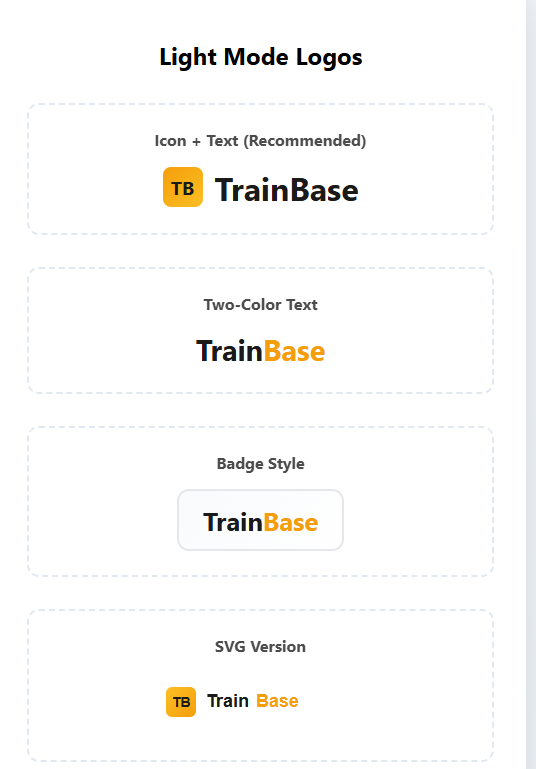 Light Mode Logos
Icon + Text (Recommended)
TB TrainBase
Two-Color Text
TrainBase
Badge Style
TrainBase
SVG Version
TB Train Base